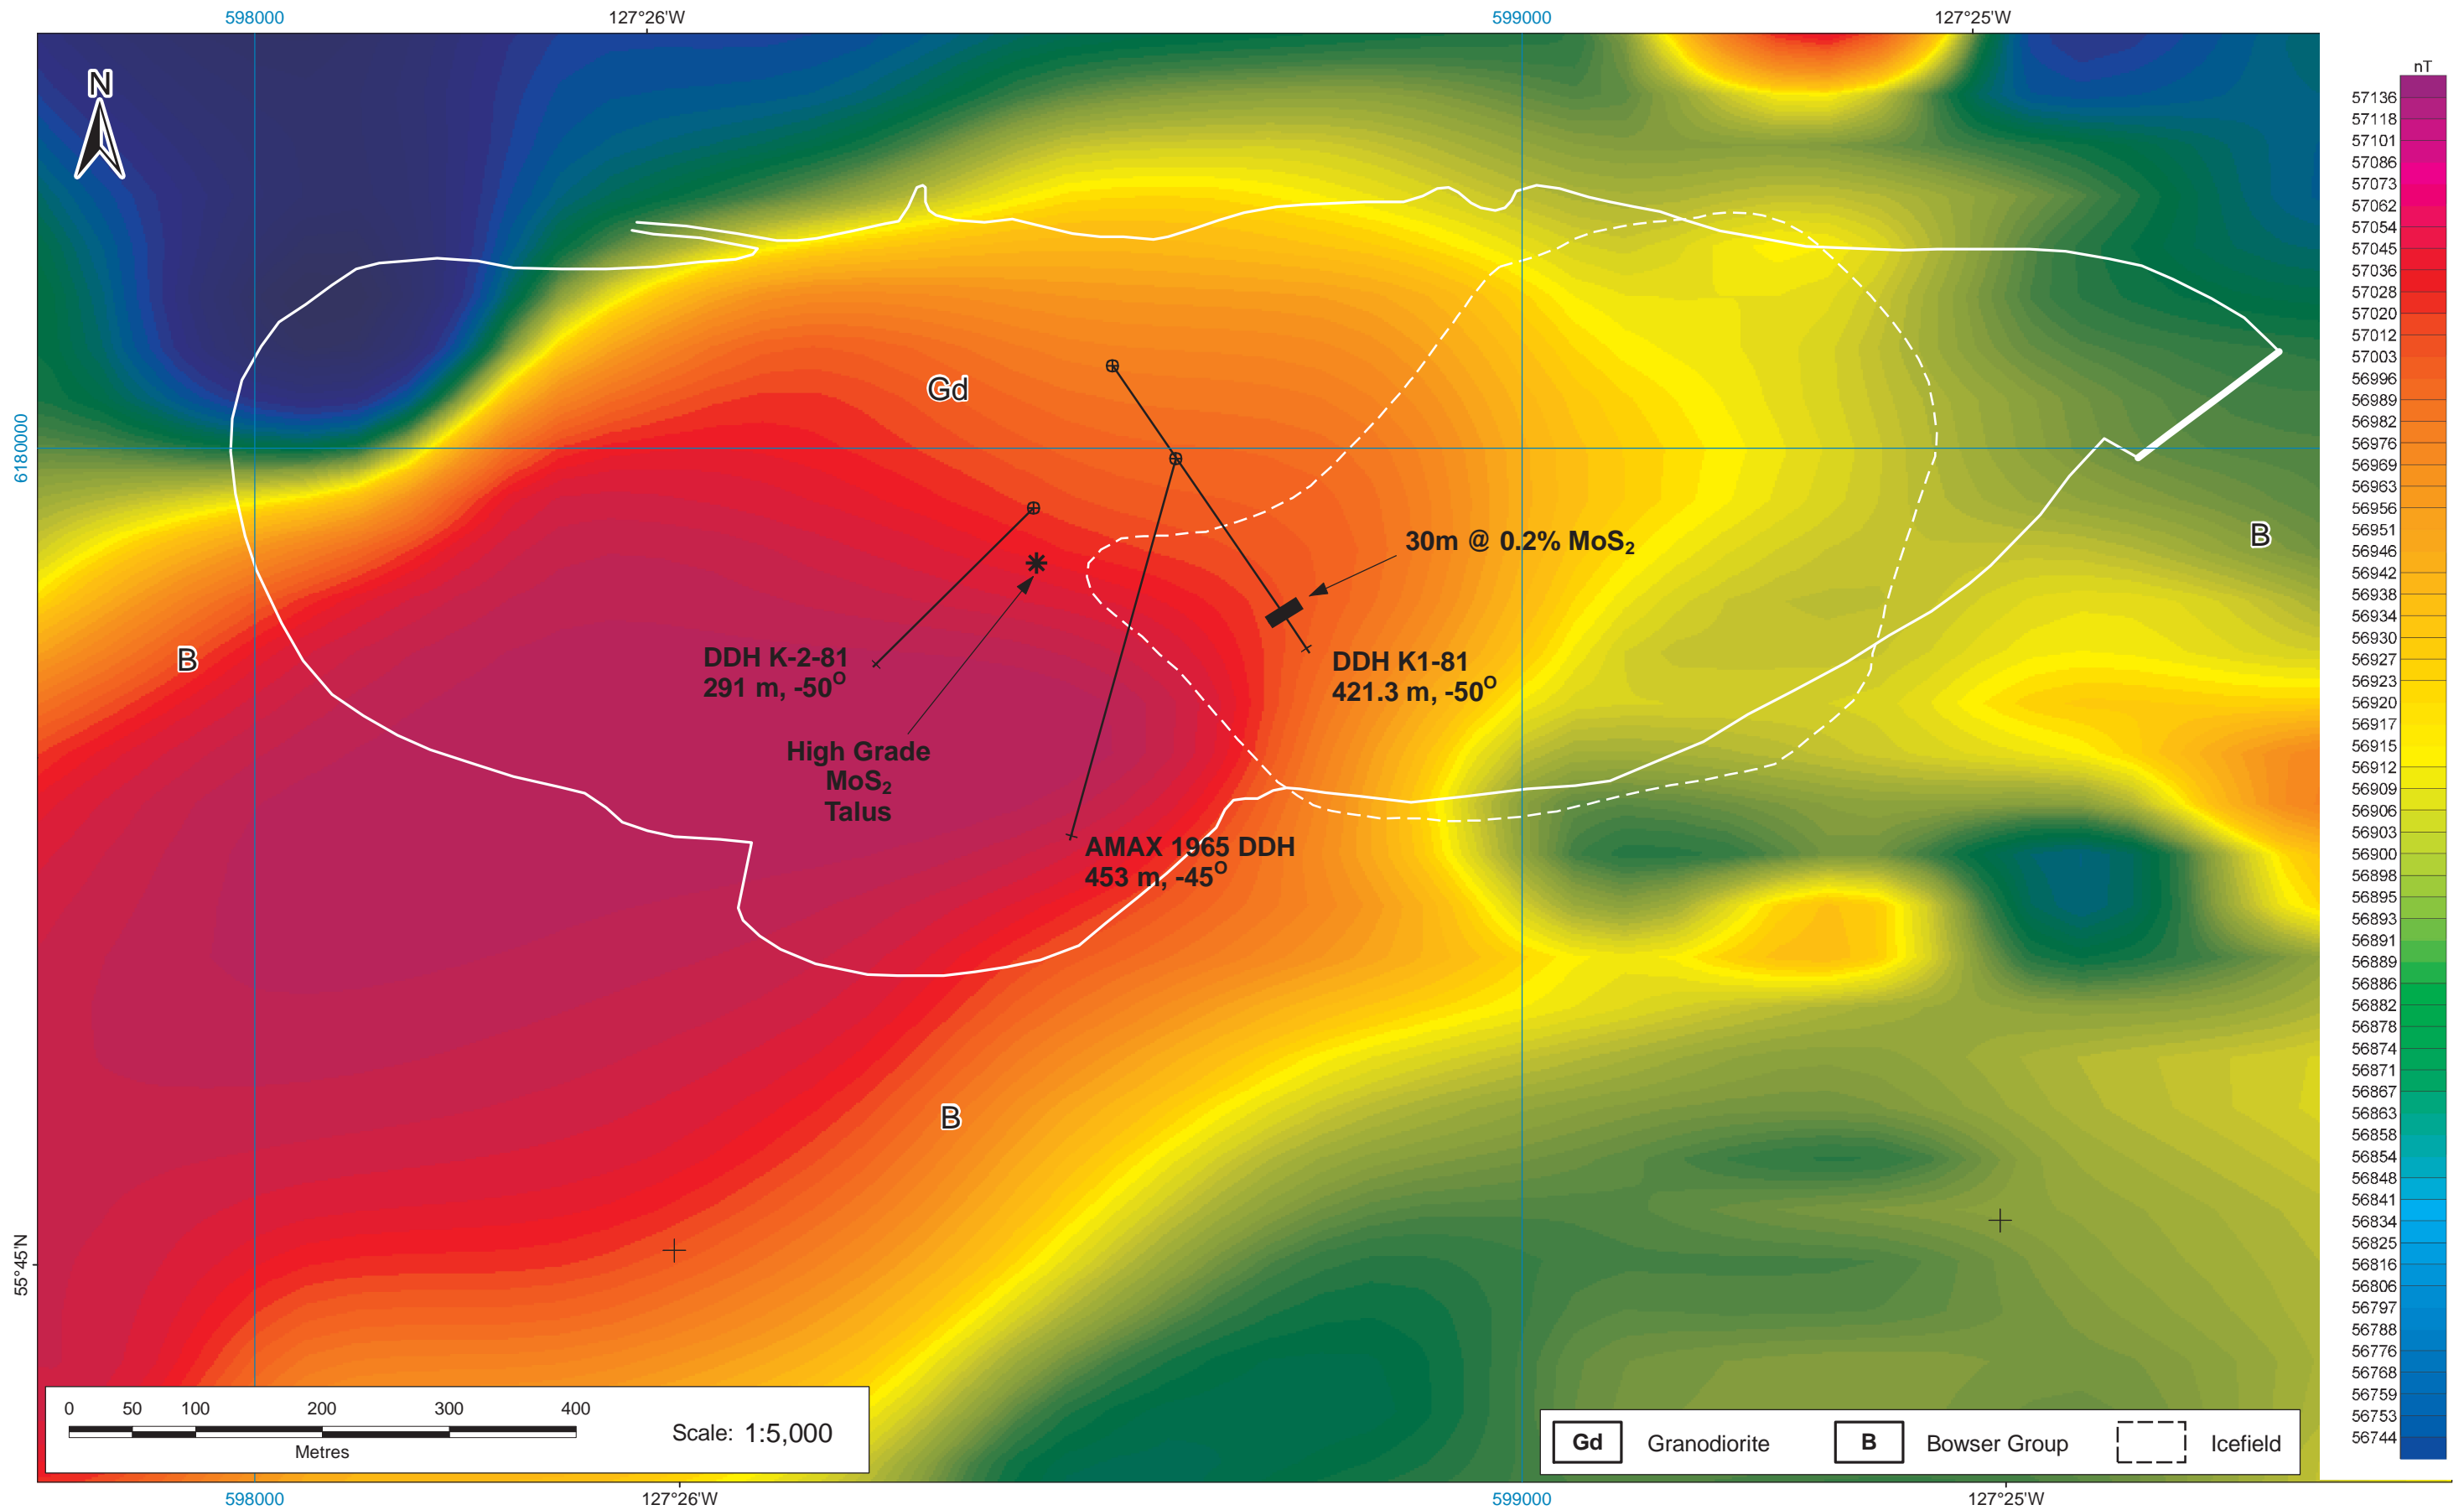 598000
127°26'W
599000
127°25'W
N
nT
57136
57118
57101
57086
57073
57062
57054
57045
57036
57028
57020
57012
57003
56996
56989
56982
56976
56969
56963
56956
56951
56946
56942
56938
56934
56930
56927
56923
56920
56917
56915
56912
56909
56906
56903
56900
56898
56895
56893
56891
56889
56886
56882
56878
56874
56871
56867
56863
56858
56854
56848
56841
56834
56825
56816
56806
56797
56788
56776
56768
56759
56753
56744
6180000
55°45'N
Gd
B
B
B
30m @ 0.2% MoS₂
DDH K-2-81
291 m, -50°
DDH K1-81
421.3 m, -50°
High Grade
MoS₂
Talus
AMAX 1965 DDH
453 m, -45°
0 50 100 200 300 400
Metres
Scale: 1:5,000
Gd Granodiorite B Bowser Group Icefield
598000
127°26'W
599000
127°25'W